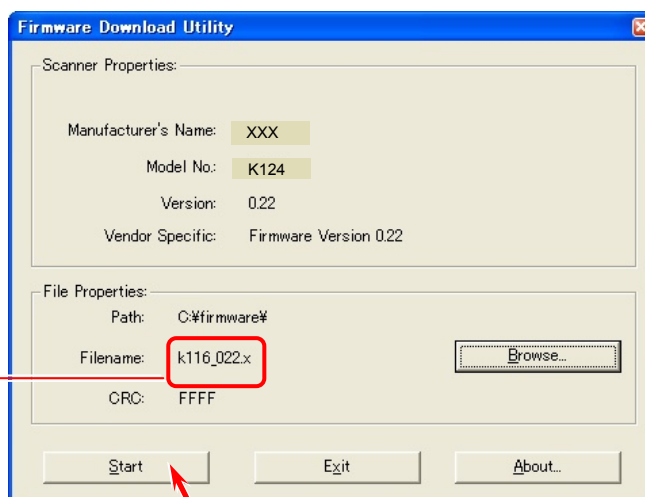 Firmware Download Utility
Scanner Properties:
Manufacturer's Name: XXX
Model No.: K124
Version: 0.22
Vendor Specific: Firmware Version 0.22
File Properties:
Path: C:¥firmware¥
Filename: k116_022.x
Browse...
CRC: FFFF
Start Exit About...